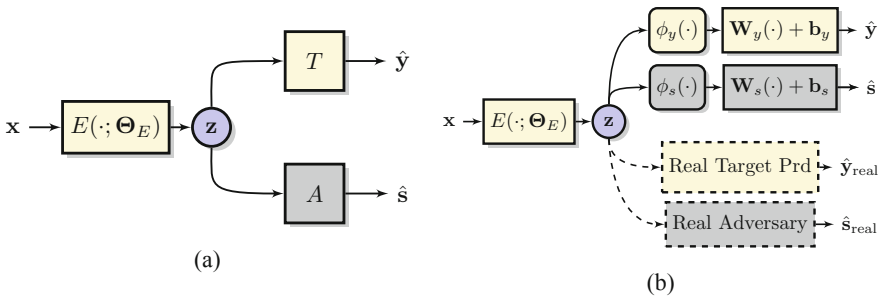 x E(·; Θ_E) z T ŷ
A ŝ
(a)
x E(·; Θ_E) z ϕ_y(·) W_y(·) + b_y ŷ
ϕ_s(·) W_s(·) + b_s ŝ
Real Target Prd ŷ_real
Real Adversary ŝ_real
(b)